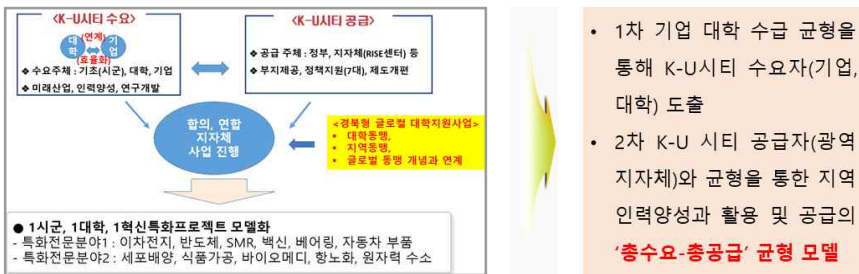 <K-U시티 수요>
대학
(연계)
(효율화)
기업
❖ 수요주체 : 기초(시군), 대학, 기업
❖ 미래산업, 인력양성, 연구개발
<K-U시티 공급>
❖ 공급 주체 : 정부, 지자체(RISE센터) 등
❖ 부지제공, 정책지원(7대), 제도개편
합의, 연합
지자체
사업 진행
<경북형 글로컬 대학지원사업>
• 대학동맹,
• 지역동맹,
• 글로벌 동맹 개념과 연계
● 1시군, 1대학, 1혁신특화프로젝트 모델화
- 특화전문분야1 : 이차전지, 반도체, SMR, 백신, 베어링, 자동차 부품
- 특화전문분야2 : 세포배양, 식품가공, 바이오메디, 항노화, 원자력 수소
• 1차 기업 대학 수급 균형을
통해 K-U시티 수요자(기업,
대학) 도출
• 2차 K-U 시티 공급자(광역
지자체)와 균형을 통한 지역
인력양성과 활용 및 공급의
‘총수요-총공급’ 균형 모델